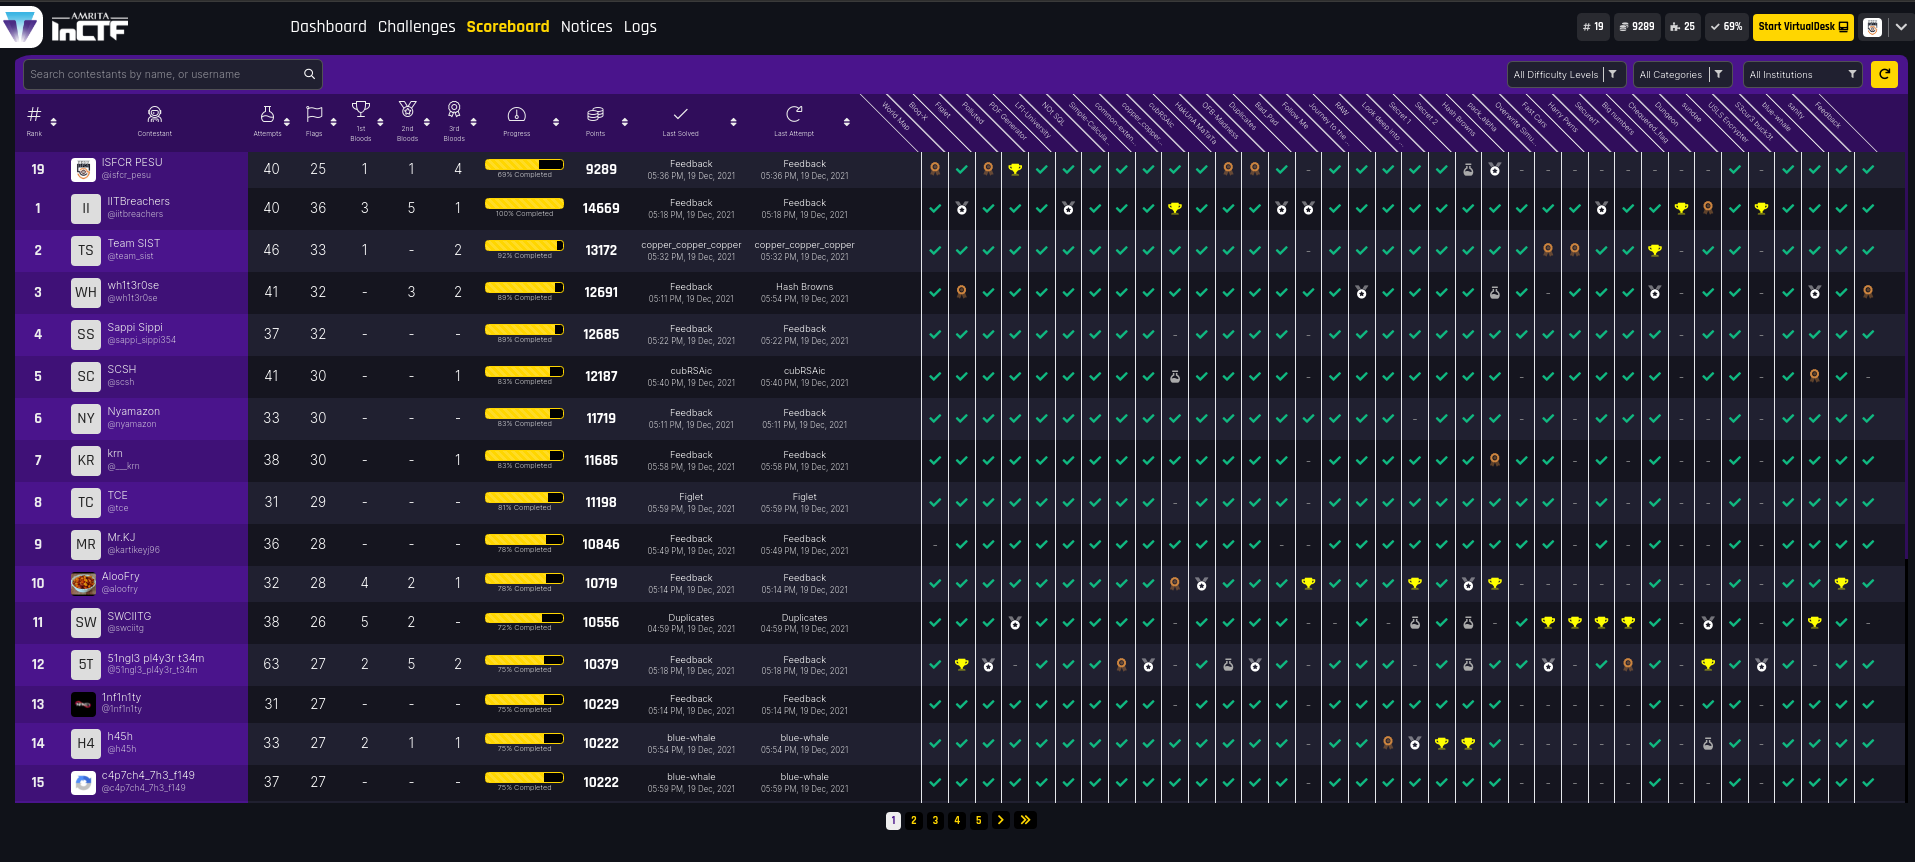 AMRITA
InCTF
Dashboard Challenges Scoreboard Notices Logs
# 19 9289 25 69% Start VirtualDesk
Search contestants by name, or username
All Difficulty Levels All Categories All Institutions
# Rank Contestant Attempts Flags 1st Bloods 2nd Bloods 3rd Bloods Progress Points Last Solved Last Attempt
World Map
Bloq-X
Figlet
Polluted
PDF Generator
LFUniversity
NO! SQL
Simple Calcula...
common-exten...
copper_copper...
cubRSAic
HaKUnA MaTaTa
OFB Madness
Duplicates
Bad_Pad
Follow Me
Journey to the ...
RAW
Look deep into...
Secret 1
Secret 2
Hash Browns
Overwrite Simu...
Fast Cars
Harry Pwns
Big numbers
Chequered_flag
Dungeon
sundae
US_5 Encrypter
blue-whale
sanity
Feedback
19 ISFCR PESU 40 25 1 1 4 9289 Feedback Feedback
@isfcr_pesu 69% Completed 05:36 PM, 19 Dec, 2021 05:36 PM, 19 Dec, 2021
1 II IITBreachers 40 36 3 5 1 14669 Feedback Feedback
@iitbreachers 100% Completed 05:18 PM, 19 Dec, 2021 05:18 PM, 19 Dec, 2021
2 TS Team SIST 46 33 1 - 2 13172 copper_copper_copper copper_copper_copper
@team_sist 92% Completed 05:32 PM, 19 Dec, 2021 05:32 PM, 19 Dec, 2021
3 WH wh1t3r0se 41 32 - 3 2 12691 Feedback Hash Browns
@wh1t3r0se 89% Completed 05:11 PM, 19 Dec, 2021 05:54 PM, 19 Dec, 2021
4 SS Sappi Sippi 37 32 - - - 12685 Feedback Feedback
@sappi_sippi354 89% Completed 05:22 PM, 19 Dec, 2021 05:22 PM, 19 Dec, 2021
5 SC SCSH 41 30 - - 1 12187 cubRSAic cubRSAic
@scsh 83% Completed 05:40 PM, 19 Dec, 2021 05:40 PM, 19 Dec, 2021
6 NY Nyamazon 33 30 - - - 11719 Feedback Feedback
@nyamazon 83% Completed 05:11 PM, 19 Dec, 2021 05:11 PM, 19 Dec, 2021
7 KR krn 38 30 - - 1 11685 Feedback Feedback
@___krn 83% Completed 05:58 PM, 19 Dec, 2021 05:58 PM, 19 Dec, 2021
8 TC TCE 31 29 - - - 11198 Figlet Figlet
@tce 81% Completed 05:59 PM, 19 Dec, 2021 05:59 PM, 19 Dec, 2021
9 MR Mr.KJ 36 28 - - - 10846 Feedback Feedback
@kartikeyj96 78% Completed 05:49 PM, 19 Dec, 2021 05:49 PM, 19 Dec, 2021
10 AlooFry 32 28 4 2 1 10719 Feedback Feedback
@aloofry 78% Completed 05:14 PM, 19 Dec, 2021 05:14 PM, 19 Dec, 2021
11 SW SWCIITG 38 26 5 2 - 10556 Duplicates Duplicates
@swciitg 72% Completed 04:59 PM, 19 Dec, 2021 04:59 PM, 19 Dec, 2021
12 5T 51ngl3 pl4y3r t34m 63 27 2 5 2 10379 Feedback Feedback
@51ngl3_pl4y3r_t34m 75% Completed 05:18 PM, 19 Dec, 2021 05:18 PM, 19 Dec, 2021
13 1nf1n1ty 31 27 - - - 10229 Feedback Feedback
@1nf1n1ty 75% Completed 05:14 PM, 19 Dec, 2021 05:14 PM, 19 Dec, 2021
14 H4 h45h 33 27 2 1 1 10222 blue-whale blue-whale
@h45h 75% Completed 05:54 PM, 19 Dec, 2021 05:54 PM, 19 Dec, 2021
15 c4p7ch4_7h3_f149 37 27 - - - 10222 blue-whale blue-whale
@c4p7ch4_7h3_f149 75% Completed 05:59 PM, 19 Dec, 2021 05:59 PM, 19 Dec, 2021
1 2 3 4 5